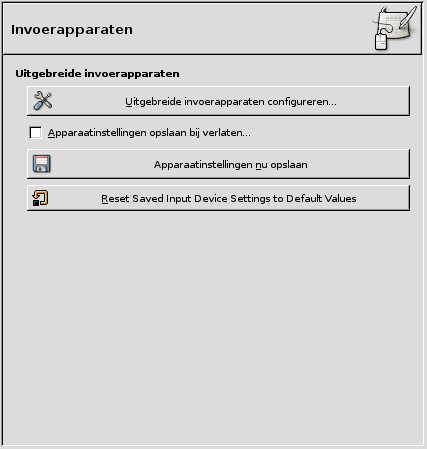 Invoerapparaten
Uitgebreide invoerapparaten
Uitgebreide invoerapparaten configureren...
Apparaatinstellingen opslaan bij verlaten...
Apparaatinstellingen nu opslaan
Reset Saved Input Device Settings to Default Values